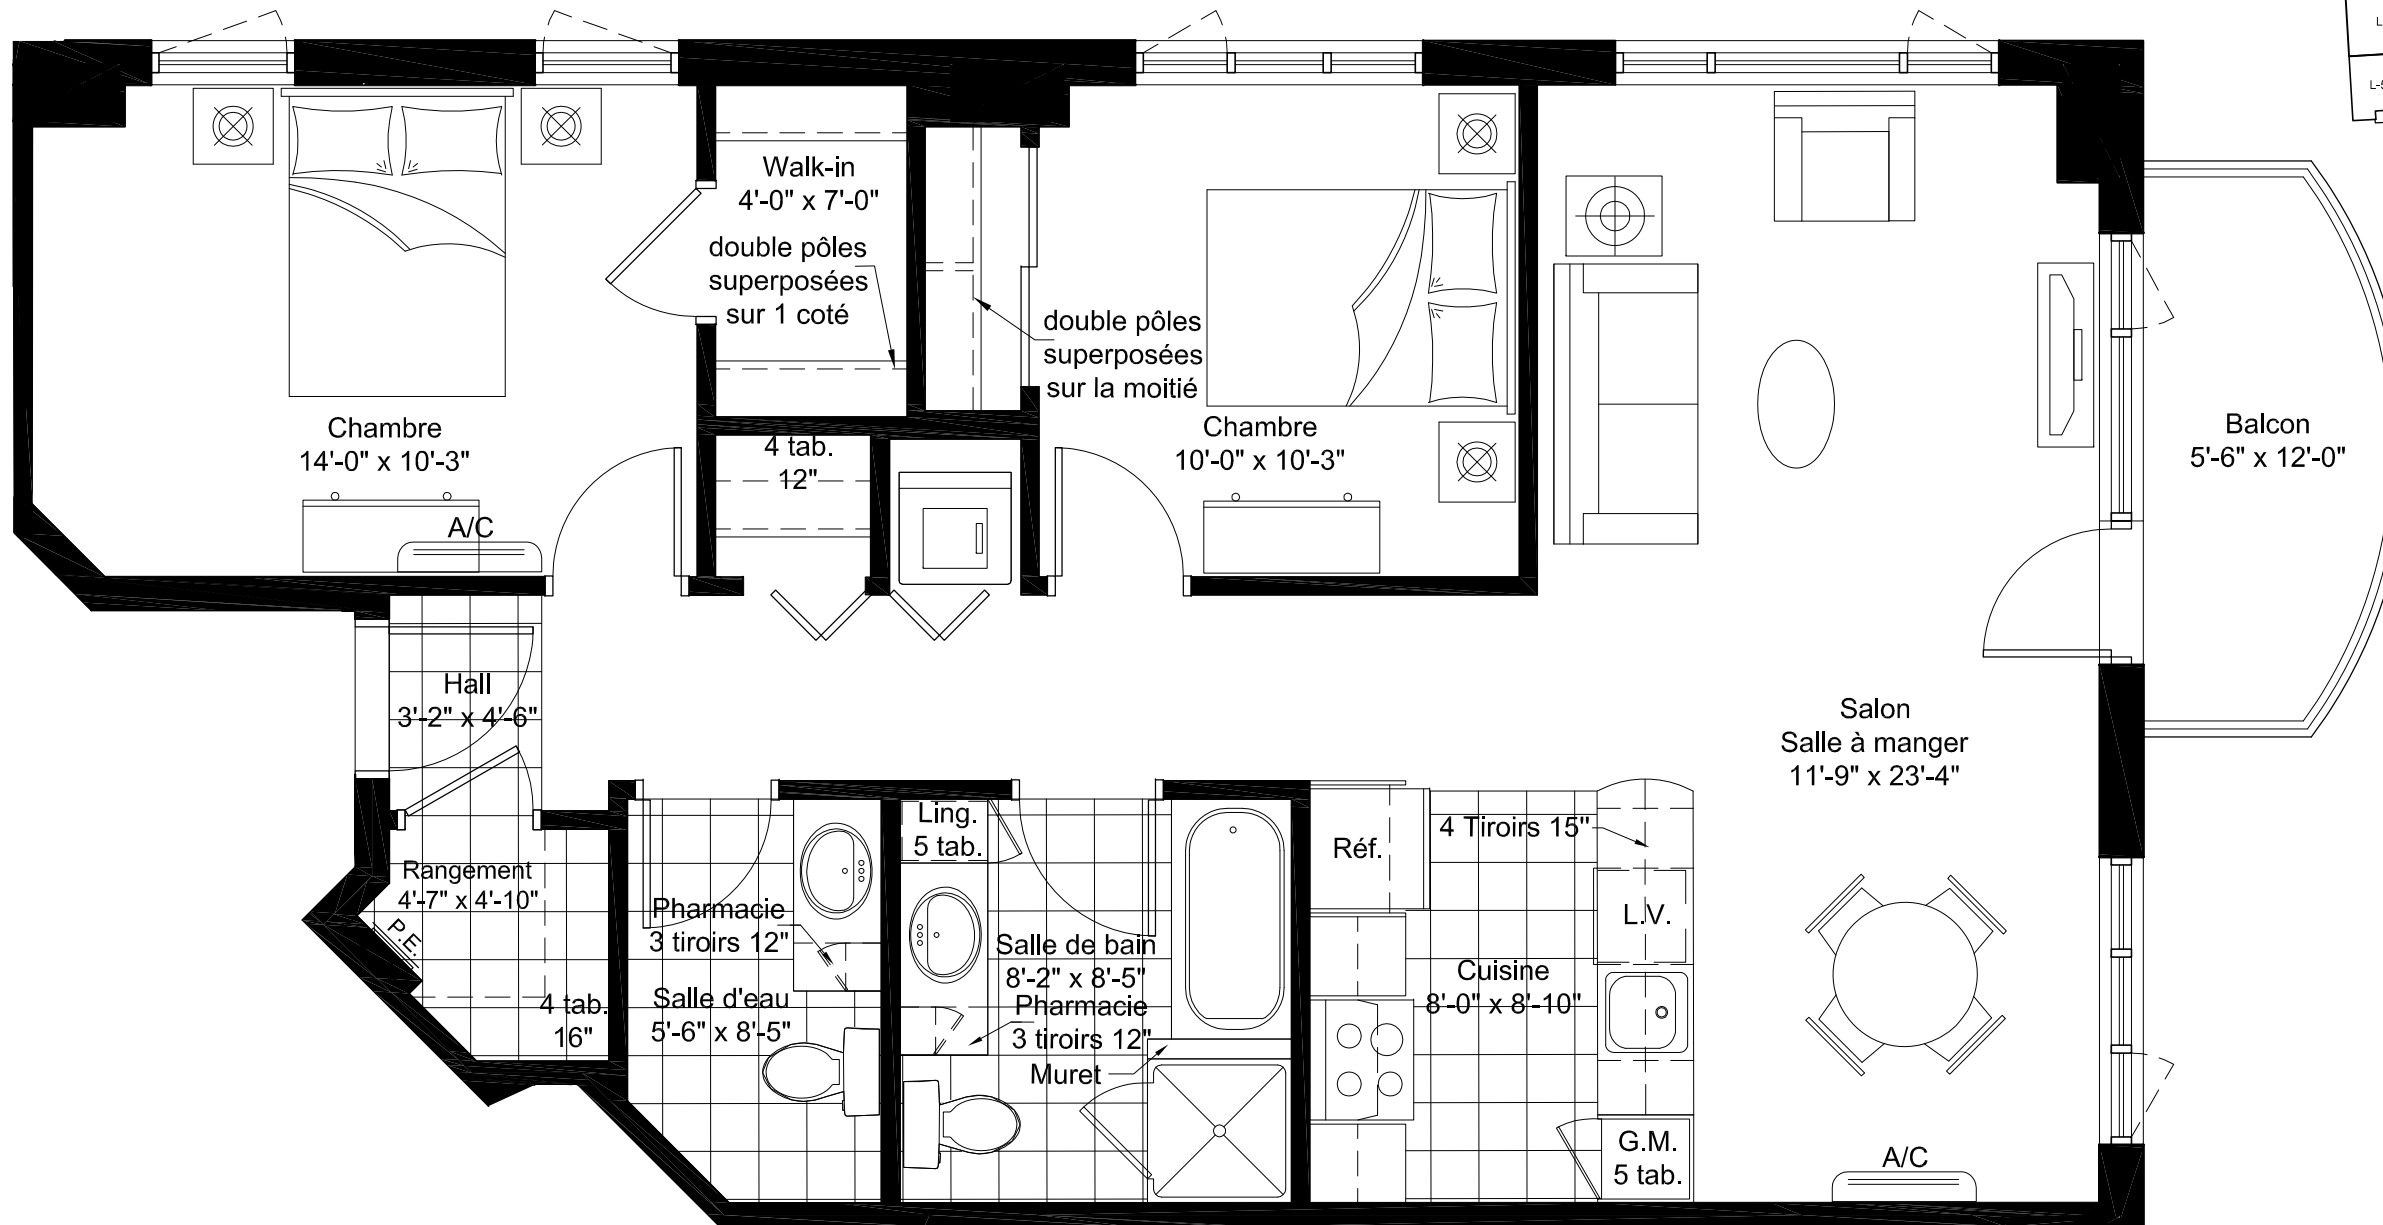 L-5
Walk-in
4'-0" x 7'-0"
double pôles
superposées
sur 1 coté
double pôles
superposées
sur la moitié
Chambre
14'-0" x 10'-3"
A/C
4 tab.
12"
Chambre
10'-0" x 10'-3"
Balcon
5'-6" x 12'-0"
Hall
3'-2" x 4'-6"
Salon
Salle à manger
11'-9" x 23'-4"
Rangement
4'-7" x 4'-10"
P.E.
4 tab.
16"
Pharmacie
3 tiroirs 12"
Salle d'eau
5'-6" x 8'-5"
Ling.
5 tab.
Salle de bain
8'-2" x 8'-5"
Pharmacie
3 tiroirs 12"
Muret
Réf.
4 Tiroirs 15"
L.V.
Cuisine
8'-0" x 8'-10"
G.M.
5 tab.
A/C